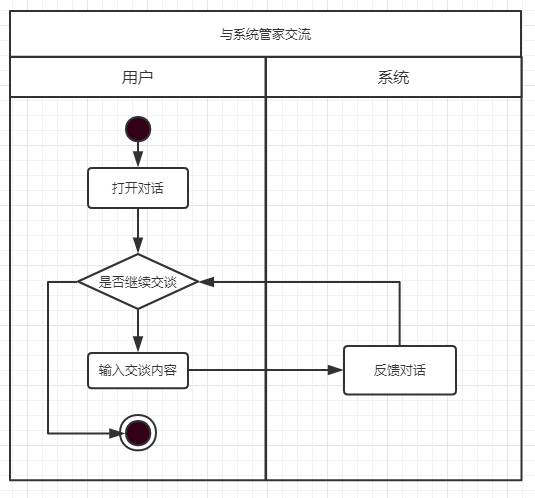 与系统管家交流
用户
系统
打开对话
是否继续交谈
输入交谈内容
反馈对话